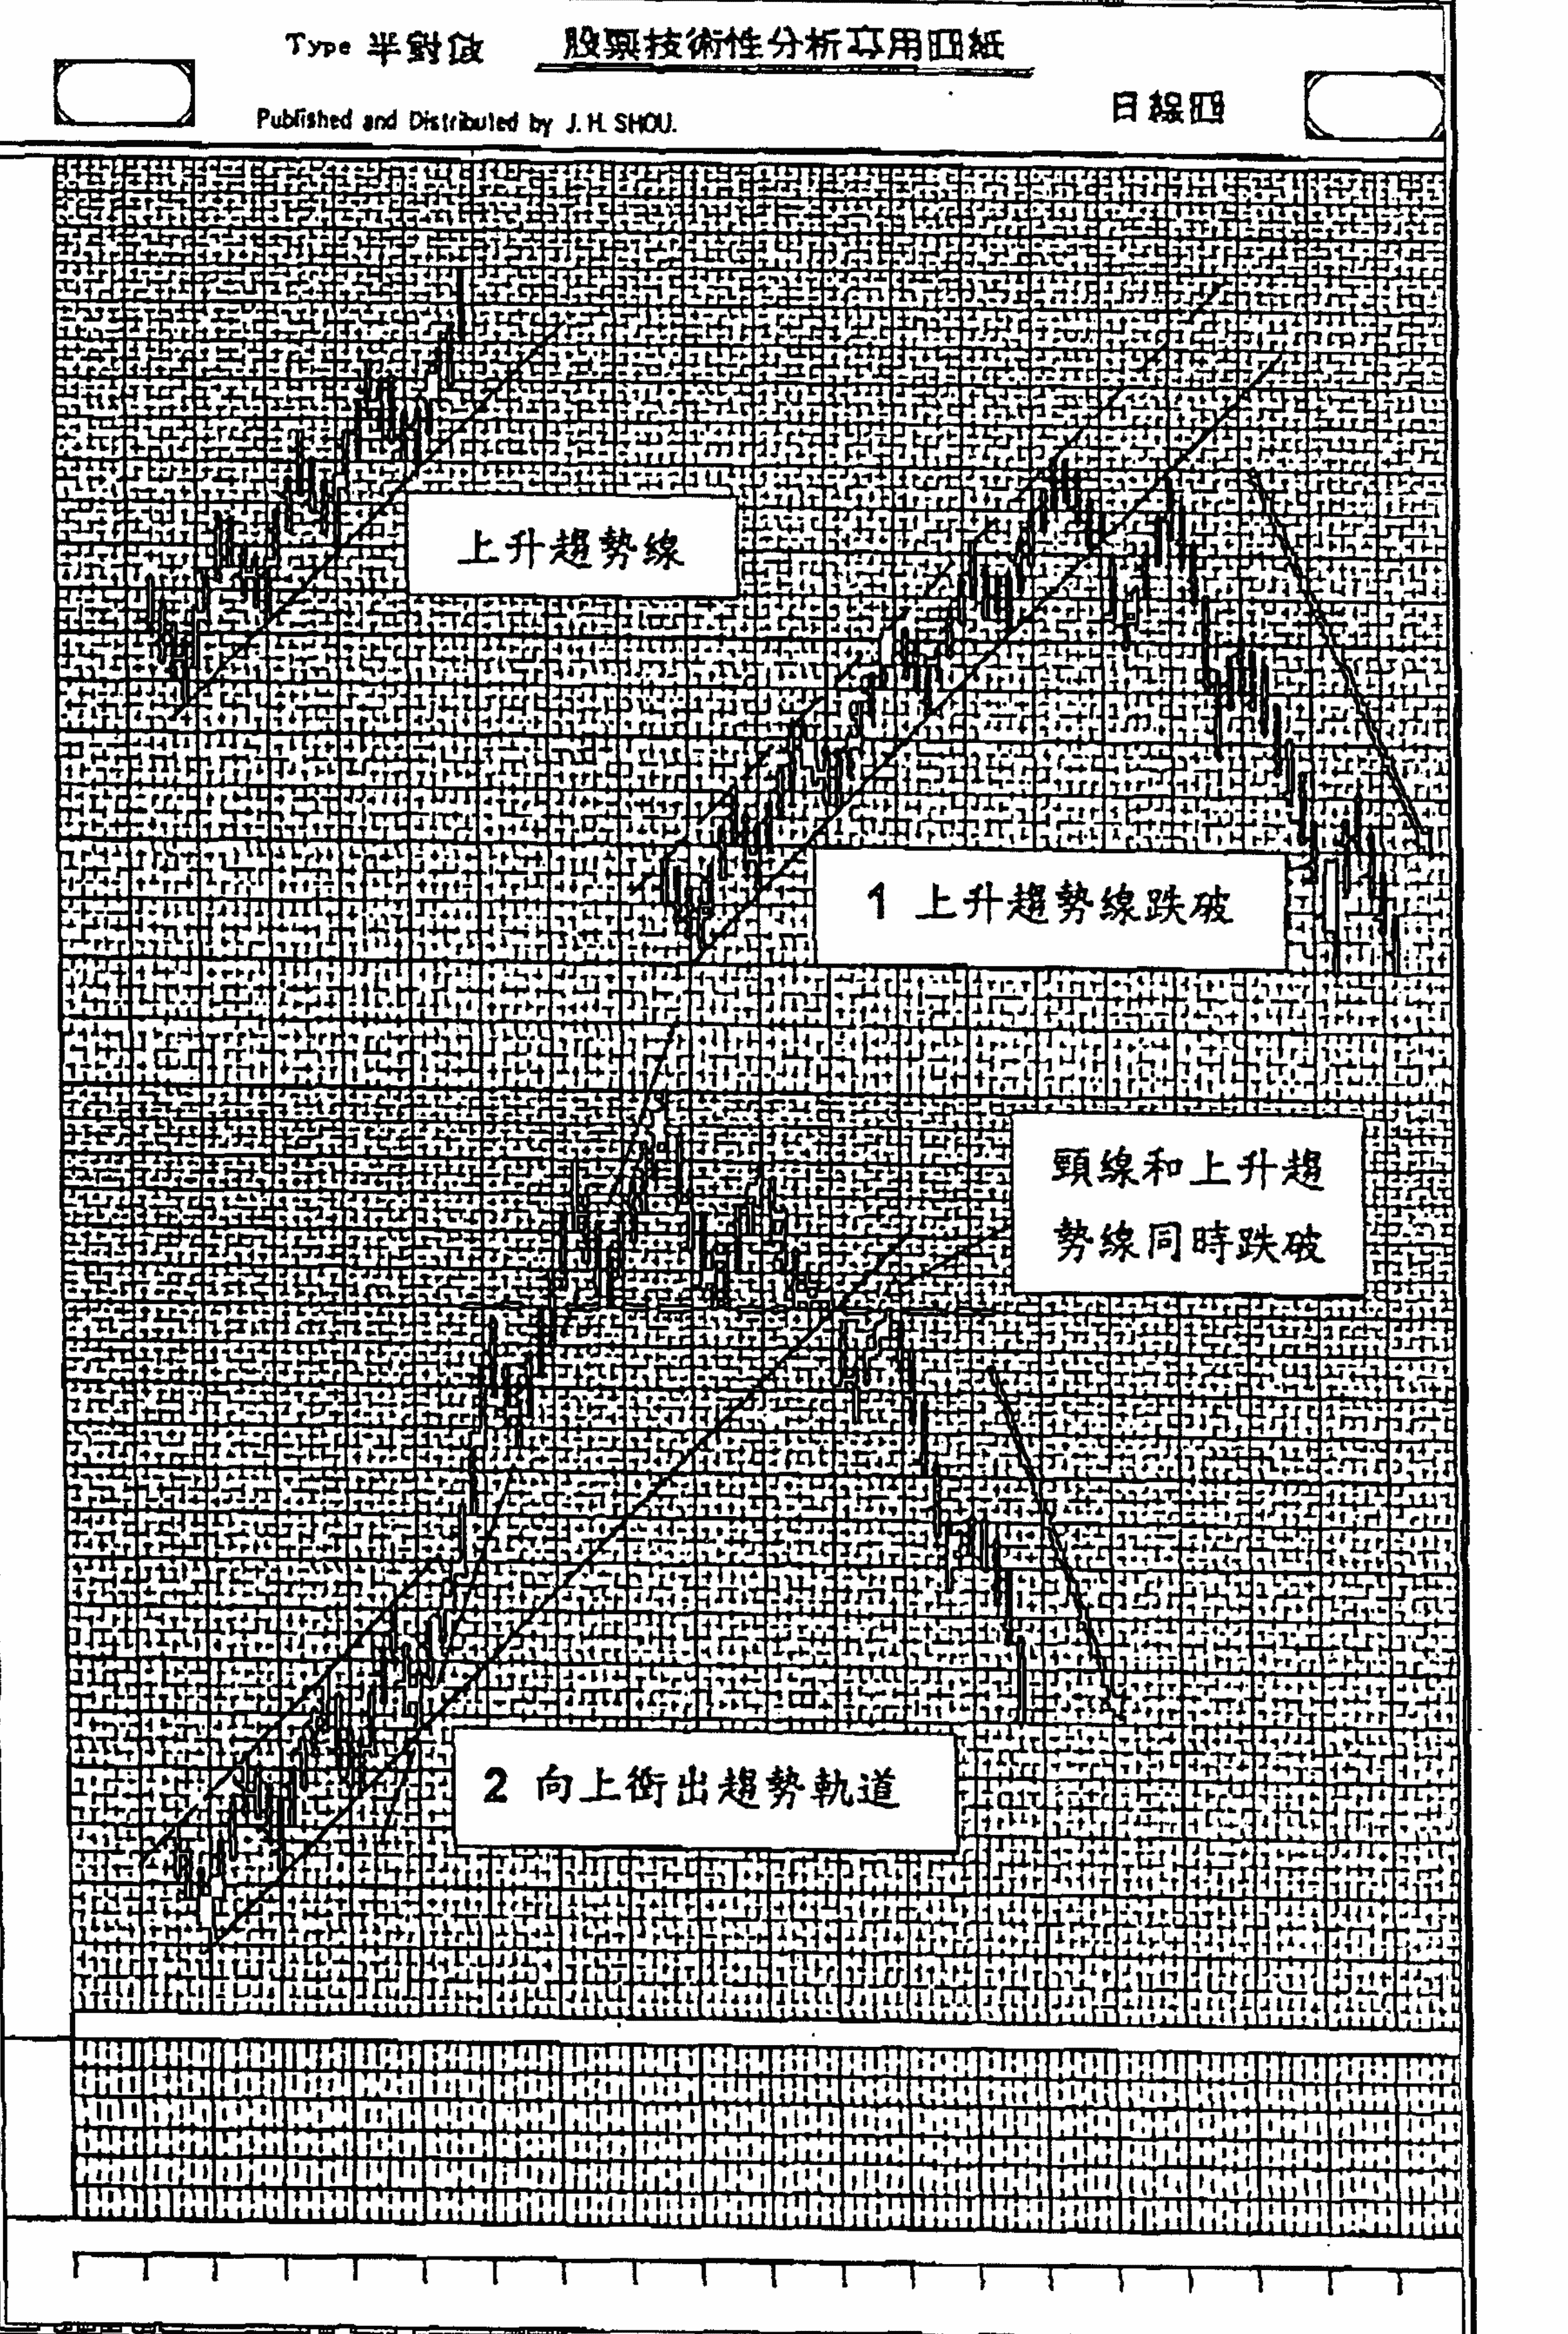 Type 半對數 股票技術性分析專用圖紙
Published and Distributed by J. H. SHOU.
日線圖
上升趨勢線
1 上升趨勢線跌破
頸線和上升趨
勢線同時跌破
2 向上衝出趨勢軌道